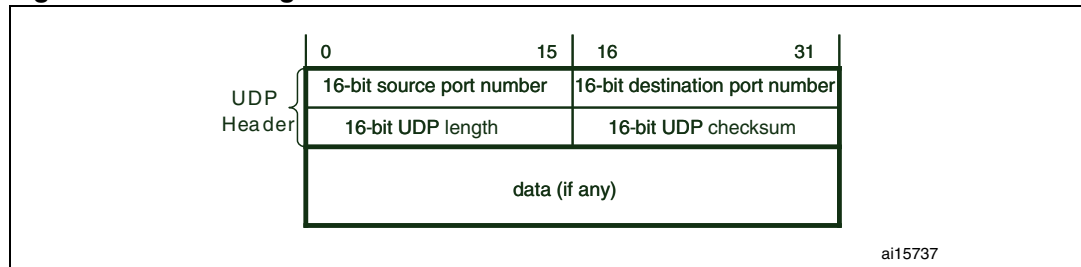 0 15 16 31
UDP
Header
16-bit source port number 16-bit destination port number
16-bit UDP length 16-bit UDP checksum
data (if any)
ai15737